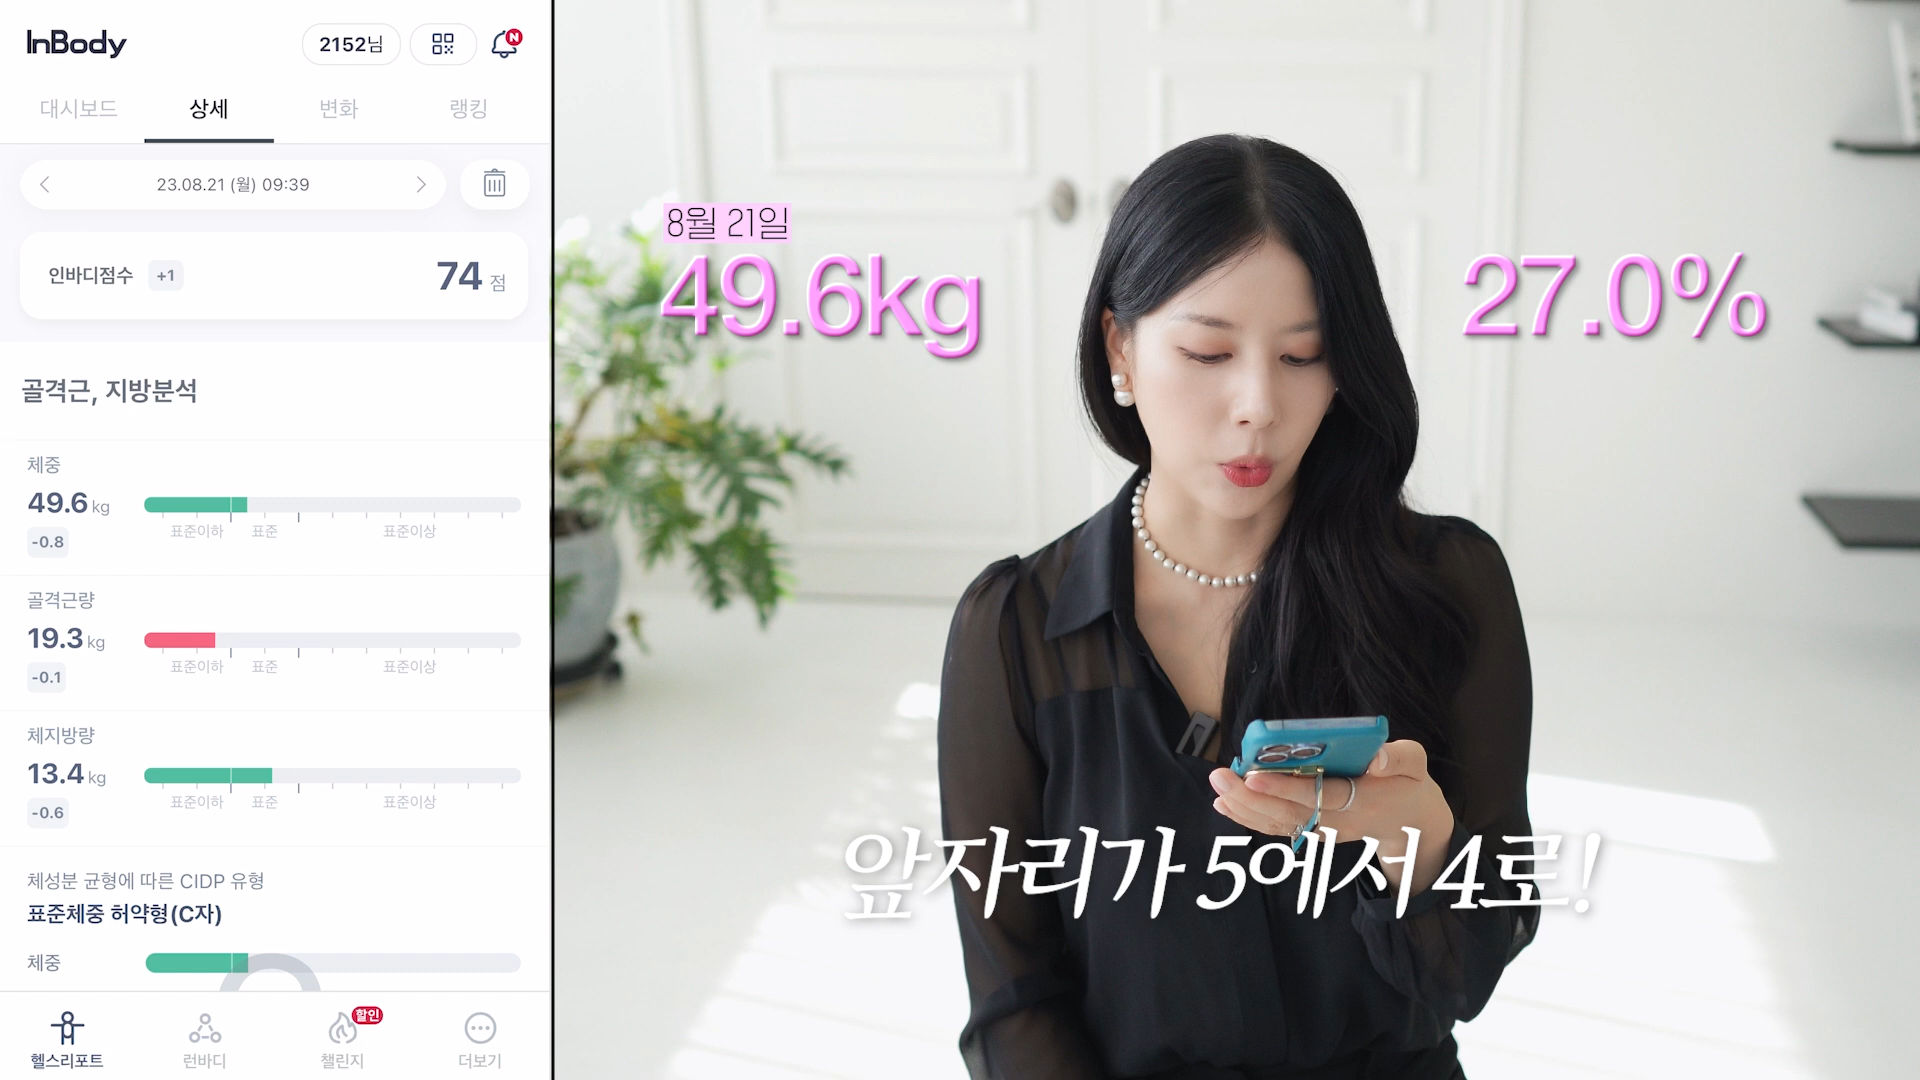 InBody
2152님
N
대시보드
상세
변화
랭킹
23.08.21 (월) 09:39
인바디점수
+1
74 점
골격근, 지방분석
체중
49.6 kg
-0.8
표준이하
표준
표준이상
골격근량
19.3 kg
-0.1
표준이하
표준
표준이상
체지방량
13.4 kg
-0.6
표준이하
표준
표준이상
체성분 균형에 따른 CIDP 유형
표준체중 허약형(C자)
체중
헬스리포트
런바디
할인
챌린지
더보기
8월 21일
49.6kg
27.0%
앞자리가 5에서 4로!